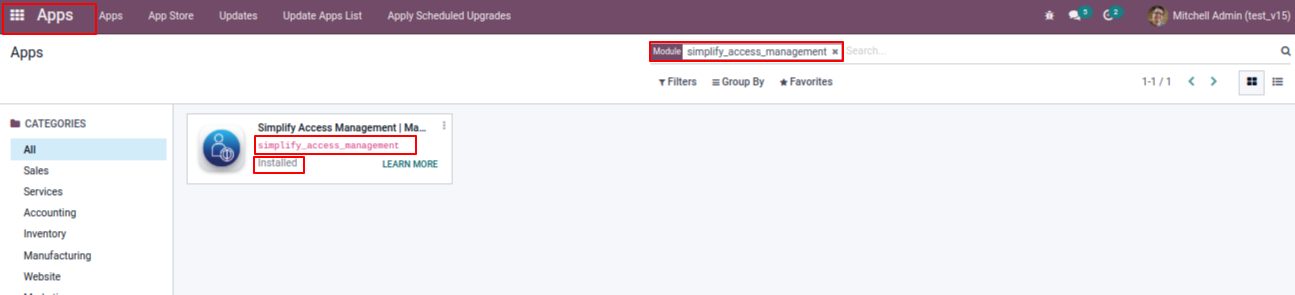 Apps Apps App Store Updates Update Apps List Apply Scheduled Upgrades 5 2 Mitchell Admin (test_v15)
Apps Module simplify_access_management × Search...
Filters Group By Favorites 1-1 / 1
CATEGORIES
All
Sales
Services
Accounting
Inventory
Manufacturing
Website
Simplify Access Management | Ma...
simplify_access_management
Installed LEARN MORE